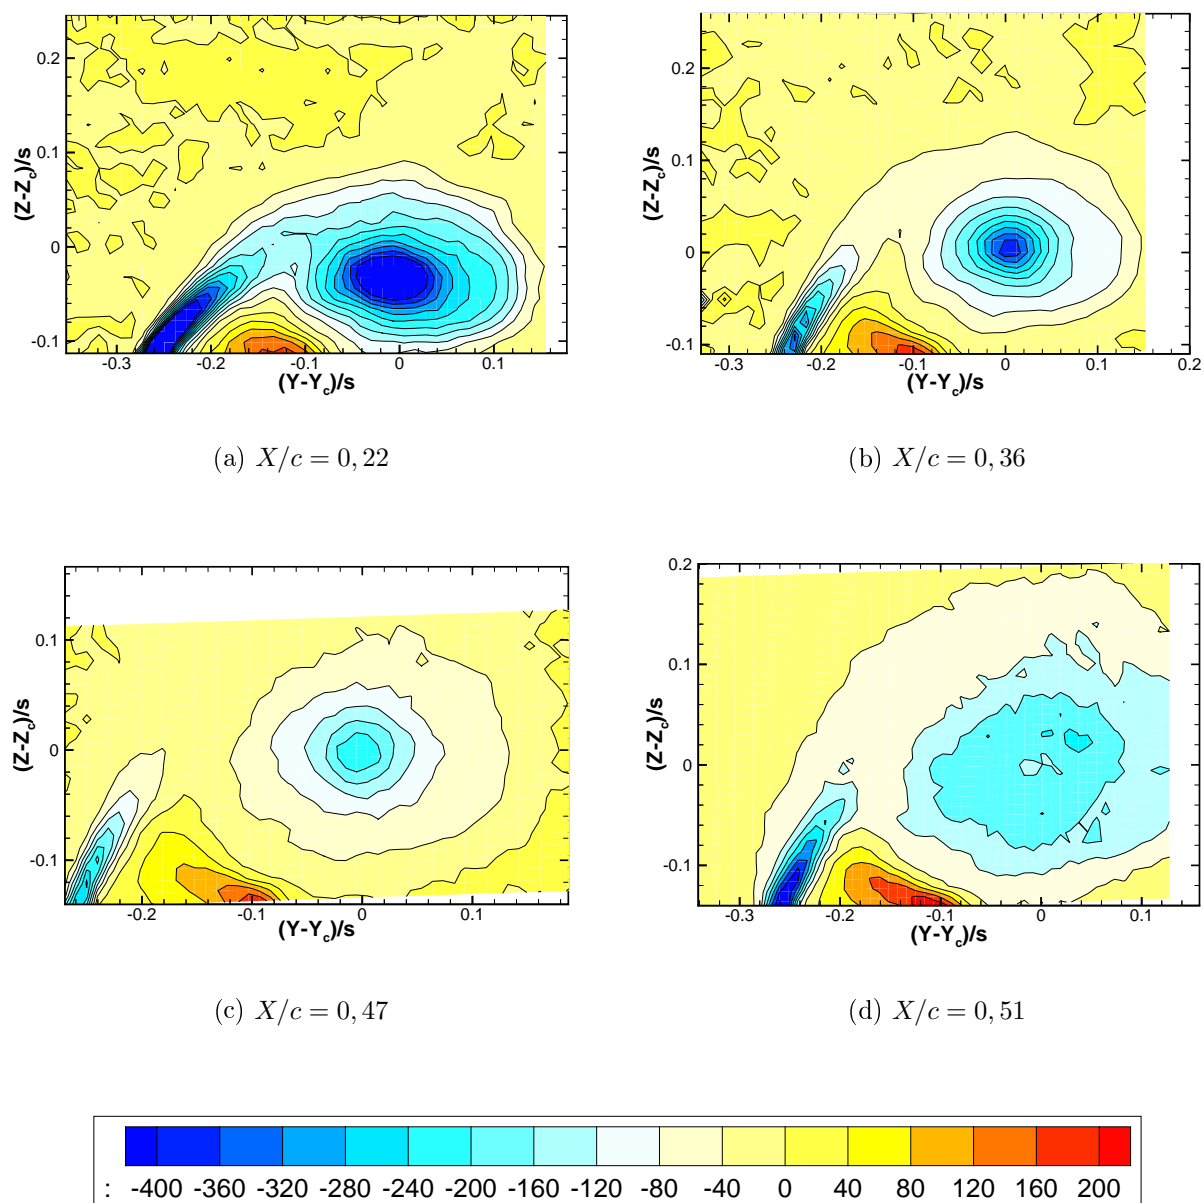 0.2
0.1
0
-0.1
(Z-Zc)/s
-0.3 -0.2 -0.1 0 0.1
(Y-Yc)/s
(a) X/c = 0, 22
0.2
0.1
0
-0.1
(Z-Zc)/s
-0.3 -0.2 -0.1 0 0.1 0.2
(Y-Yc)/s
(b) X/c = 0, 36
0.1
0
-0.1
(Z-Zc)/s
-0.2 -0.1 0 0.1
(Y-Yc)/s
(c) X/c = 0, 47
0.2
0.1
0
-0.1
(Z-Zc)/s
-0.3 -0.2 -0.1 0 0.1
(Y-Yc)/s
(d) X/c = 0, 51
: -400 -360 -320 -280 -240 -200 -160 -120 -80 -40 0 40 80 120 160 200